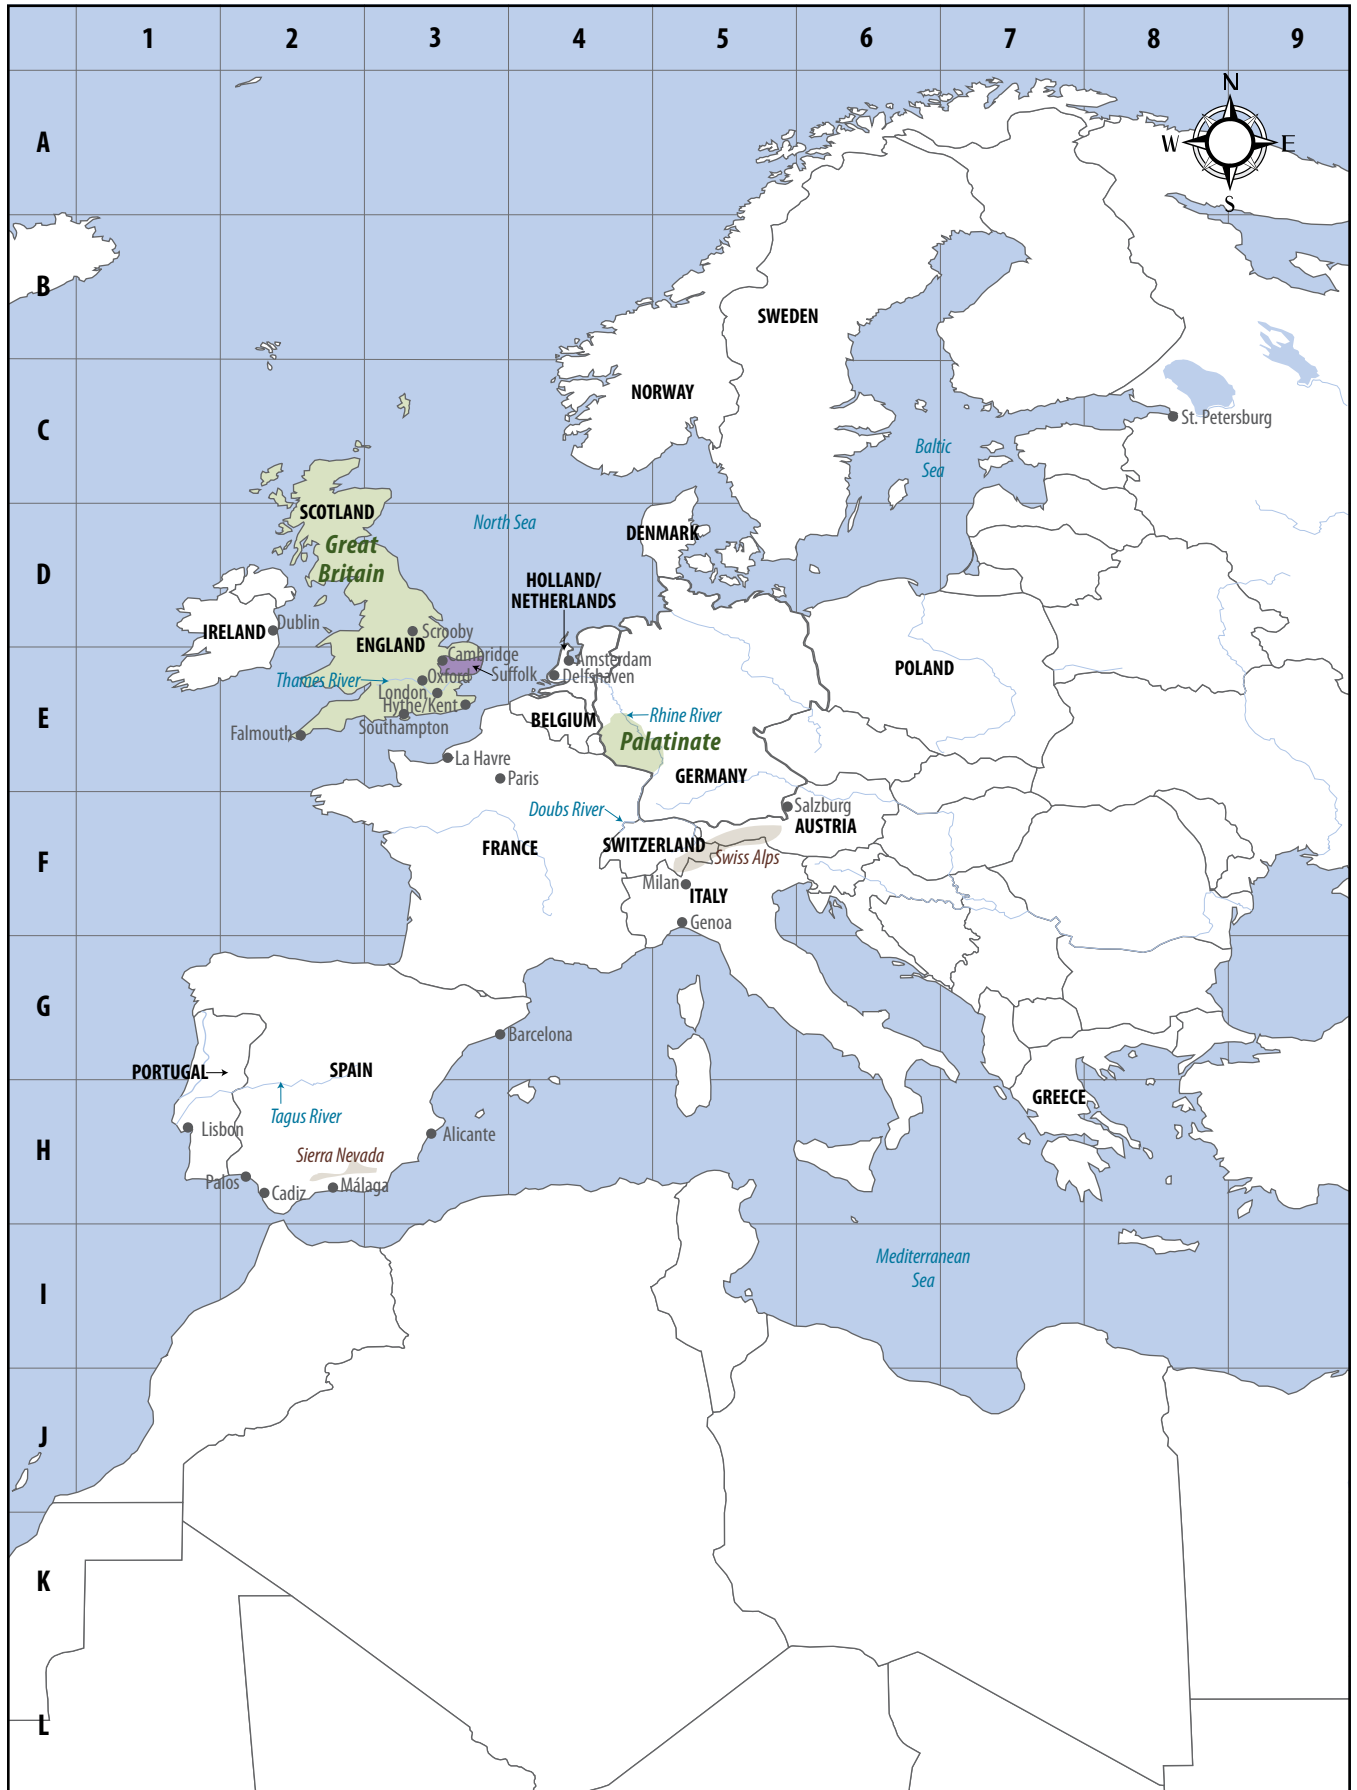 1 2 3 4 5 6 7 8 9
A
N
W E
S
B
SWEDEN
NORWAY
C
St. Petersburg
Baltic
Sea
SCOTLAND
North Sea
DENMARK
Great
Britain
D
HOLLAND/
NETHERLANDS
Dublin
IRELAND
Scrooby
ENGLAND
Cambridge
Amsterdam
POLAND
Thames River
Oxford
Suffolk
Delfshaven
London
Hythe/Kent
E
Rhine River
BELGIUM
Southampton
Falmouth
Palatinate
La Havre
Paris
GERMANY
Doubs River
Salzburg
AUSTRIA
FRANCE
SWITZERLAND
Swiss Alps
F
Milan
ITALY
Genoa
G
Barcelona
PORTUGAL
SPAIN
GREECE
Tagus River
Lisbon
Alicante
H
Sierra Nevada
Palos
Cadiz
Málaga
Mediterranean
Sea
I
J
K
L